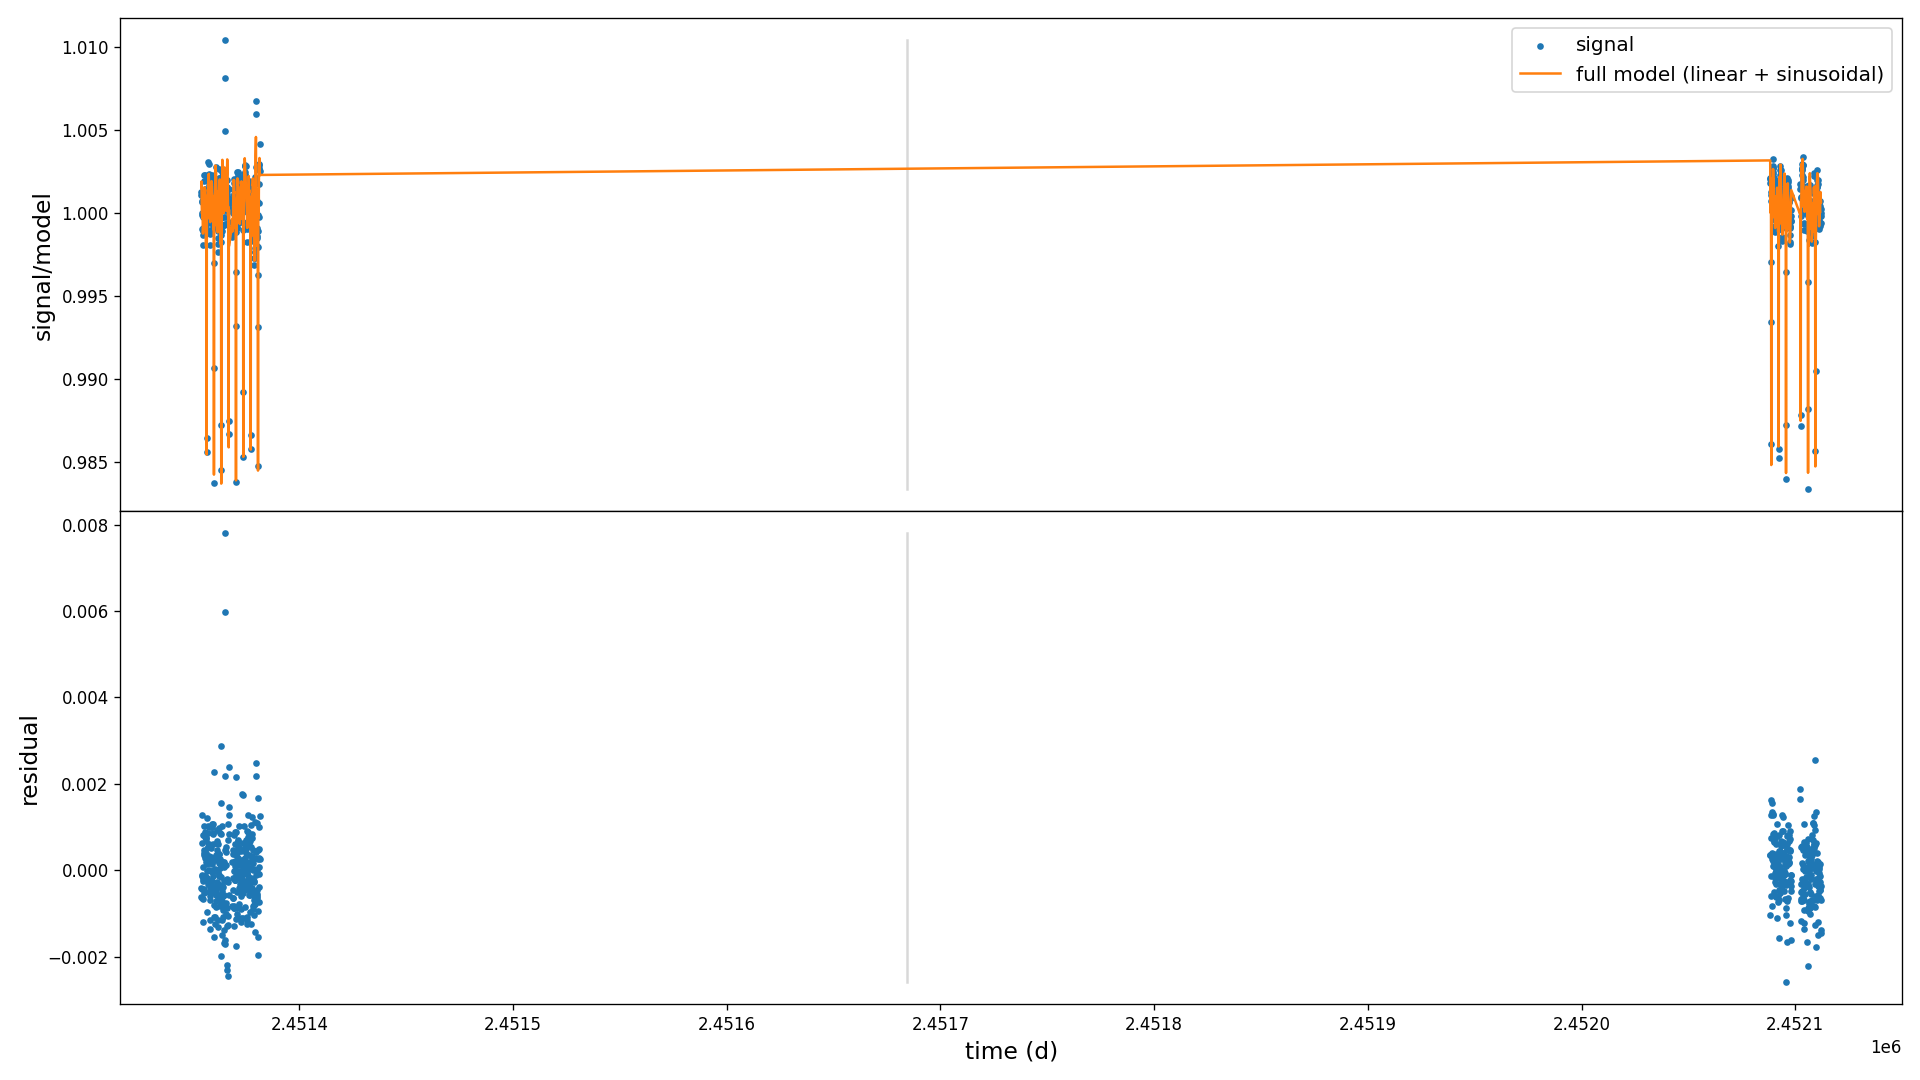 signal
full model (linear + sinusoidal)
1.010
1.005
1.000
0.995
0.990
0.985
signal/model
0.008
0.006
0.004
0.002
0.000
−0.002
residual
2.4514 2.4515 2.4516 2.4517 2.4518 2.4519 2.4520 2.4521
1e6
time (d)